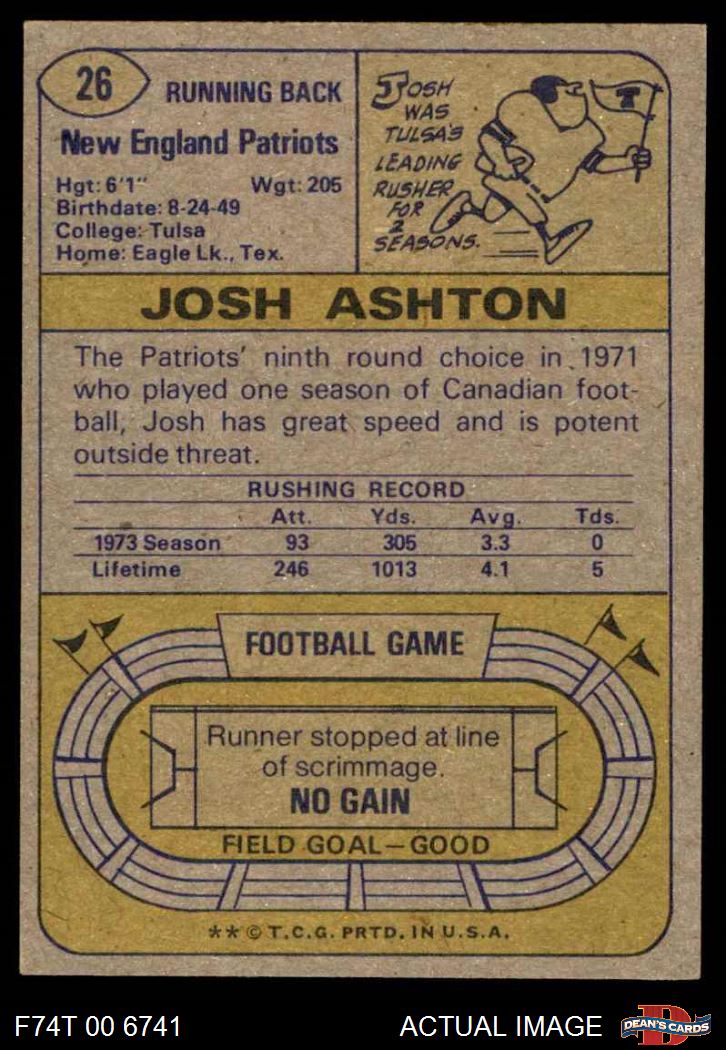 26
RUNNING BACK
New England Patriots
Hgt: 6'1" Wgt: 205
Birthdate: 8-24-49
College: Tulsa
Home: Eagle Lk., Tex.
JOSH
WAS
TULSA'S
LEADING
RUSHER
FOR
2
SEASONS.
T
JOSH ASHTON
The Patriots' ninth round choice in 1971
who played one season of Canadian foot-
ball, Josh has great speed and is potent
outside threat.
RUSHING RECORD
Att. Yds. Avg. Tds.
1973 Season 93 305 3.3 0
Lifetime 246 1013 4.1 5
FOOTBALL GAME
Runner stopped at line
of scrimmage.
NO GAIN
FIELD GOAL—GOOD
** © T.C.G. PRTD. IN U.S.A.
F74T 00 6741 ACTUAL IMAGE
D
DEAN'S CARDS